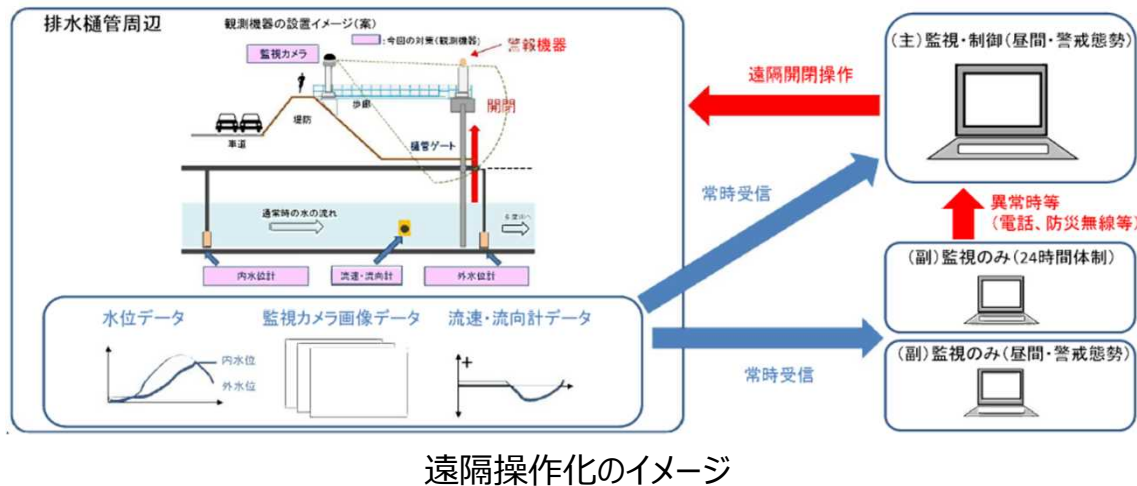 排水樋管周辺
観測機器の設置イメージ(案)
:今回の対策(観測機器)
監視カメラ
警報機器
歩廊
開閉
堤防
車道
樋管ゲート
通常時の水の流れ
内水位計
流速・流向計
外水位計
水位データ
監視カメラ画像データ
流速・流向計データ
内水位
外水位
+
-
遠隔開閉操作
常時受信
常時受信
(主)監視・制御(昼間・警戒態勢)
異常時等
(電話、防災無線等)
(副)監視のみ(24時間体制)
(副)監視のみ(昼間・警戒態勢)
遠隔操作化のイメージ